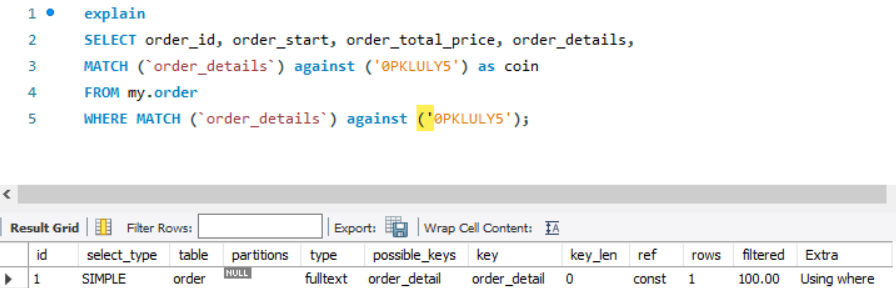 1 explain
2 SELECT order_id, order_start, order_total_price, order_details,
3 MATCH (`order_details`) against ('0PKLULY5') as coin
4 FROM my.order
5 WHERE MATCH (`order_details`) against ('0PKLULY5');
Result Grid Filter Rows: Export: Wrap Cell Content: IA
id select_type table partitions type possible_keys key key_len ref rows filtered Extra
1 SIMPLE order NULL fulltext order_detail order_detail 0 const 1 100.00 Using where